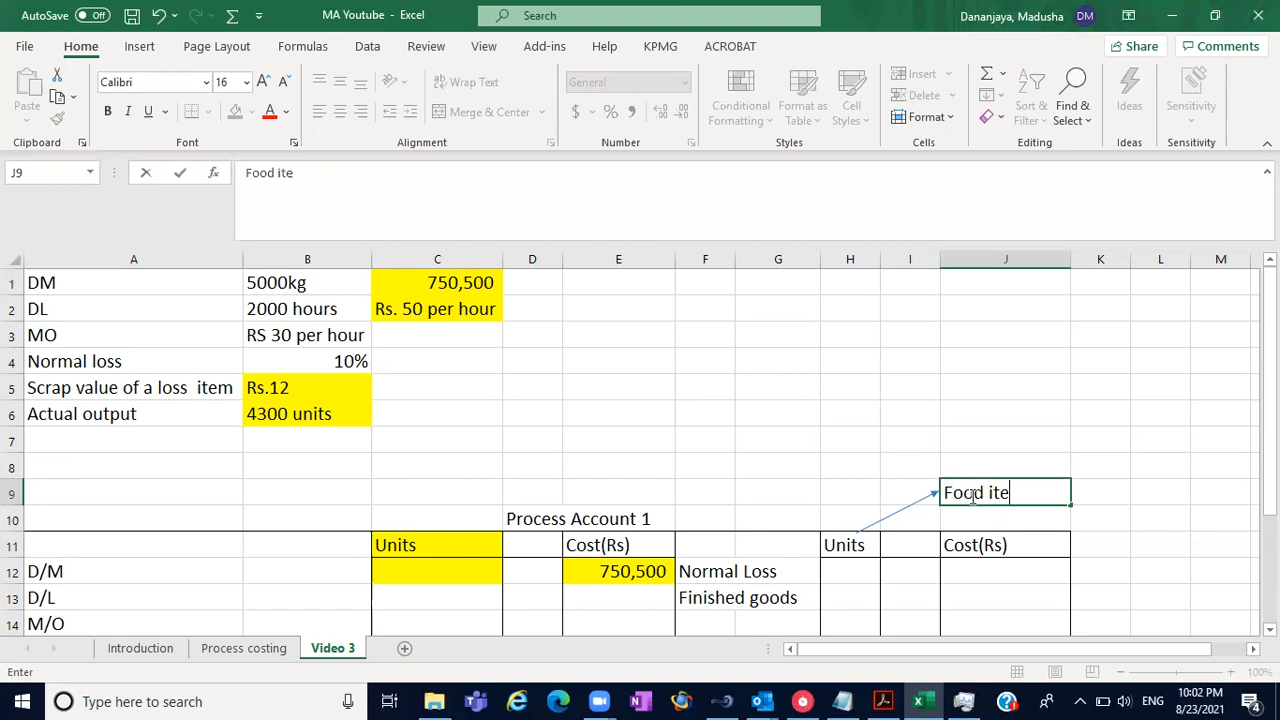 AutoSave Off MA Youtube - Excel Search Dananjaya, Madusha DM
File Home Insert Page Layout Formulas Data Review View Add-ins Help KPMG ACROBAT Share Comments
Paste Calibri 16 Wrap Text General Conditional Formatting Format as Table Cell Styles Insert Sort & Filter Find & Select Ideas Sensitivity
B I U A Merge & Center $ % Delete
Format
Clipboard Font Alignment Number Styles Cells Editing Ideas Sensitivity
J9 fx Food ite
A B C D E F G H I J K L M
1 DM 5000kg 750,500
2 DL 2000 hours Rs. 50 per hour
3 MO RS 30 per hour
4 Normal loss 10%
5 Scrap value of a loss item Rs.12
6 Actual output 4300 units
7
8
9 Food ite
10 Process Account 1
11 Units Cost(Rs) Units Cost(Rs)
12 D/M 750,500 Normal Loss
13 D/L Finished goods
14 M/O
Introduction Process costing Video 3
Enter 100%
Type here to search ENG 10:02 PM
8/23/2021